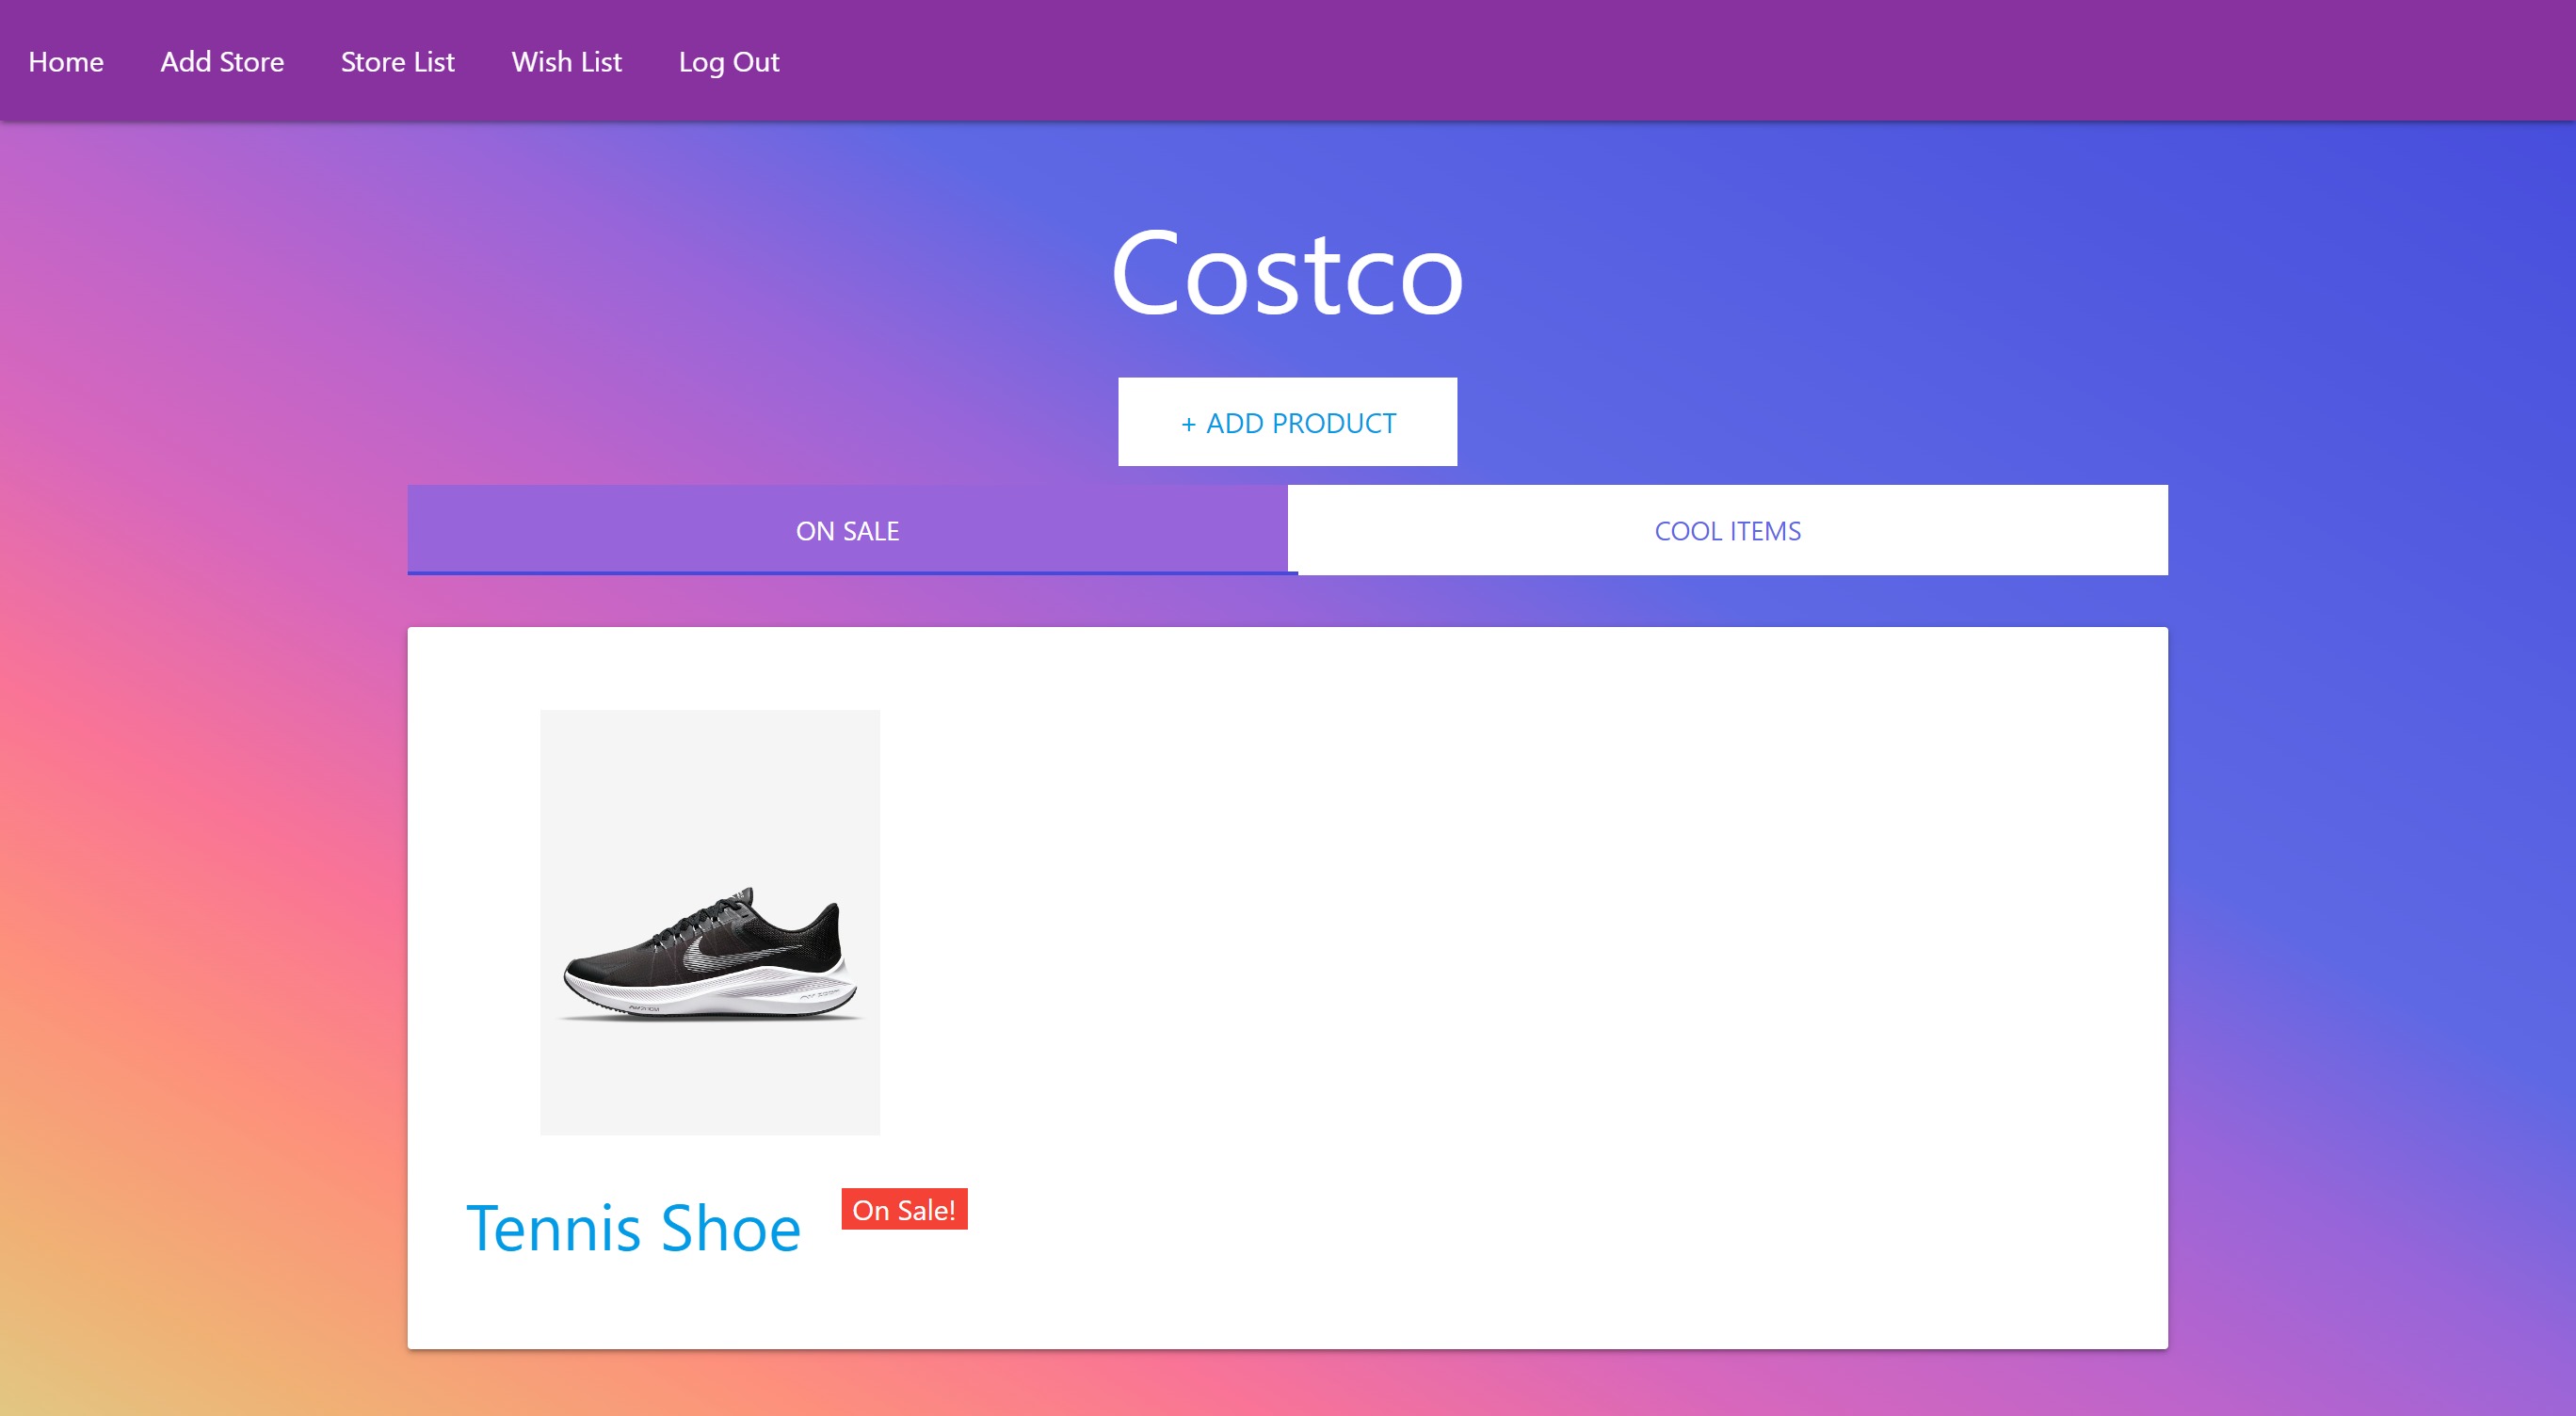 Home Add Store Store List Wish List Log Out
Costco
+ ADD PRODUCT
ON SALE COOL ITEMS
Tennis Shoe On Sale!